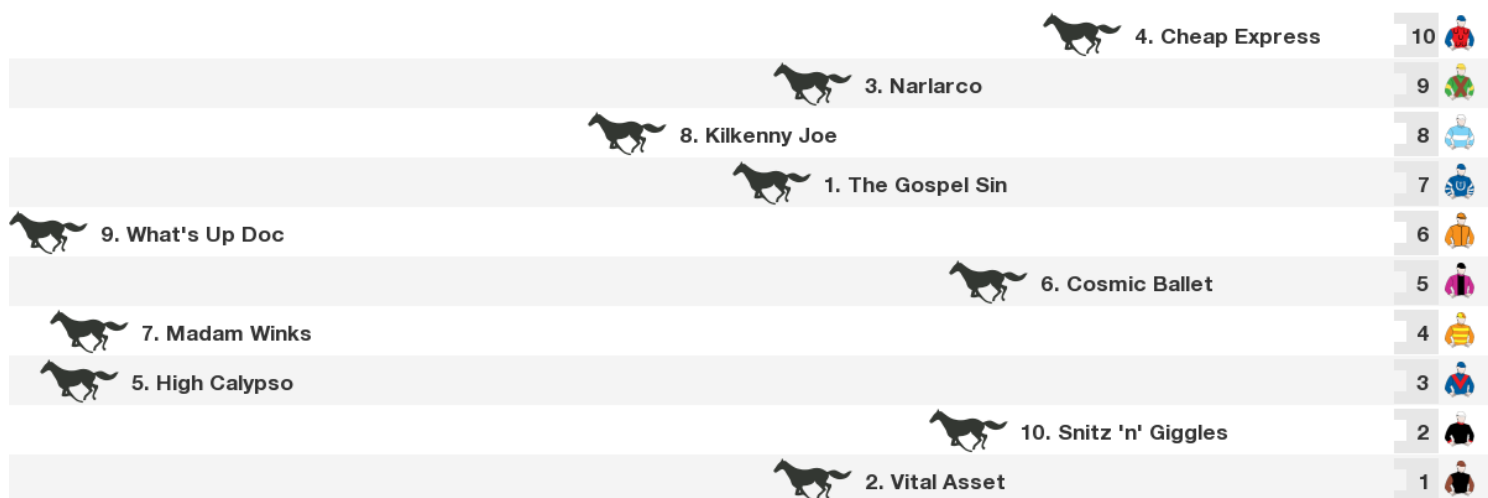 4. Cheap Express 10
3. Narlarco 9
8. Kilkenny Joe 8
1. The Gospel Sin 7
9. What's Up Doc 6
6. Cosmic Ballet 5
7. Madam Winks 4
5. High Calypso 3
10. Snitz 'n' Giggles 2
2. Vital Asset 1